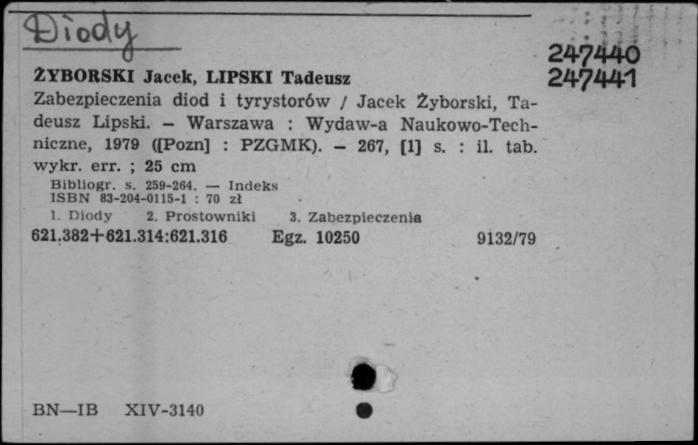 Diody
247440
ŻYBORSKI Jacek, LIPSKI Tadeusz
247441
Zabezpieczenia diod i tyrystorów / Jacek Żyborski, Ta-
deusz Lipski. — Warszawa : Wydaw-a Naukowo-Tech-
niczne, 1979 ([Pozn] : PZGMK). — 267, [1] s. : il. tab.
wykr. err. ; 25 cm
Bibliogr. s. 259-264. — Indeks
ISBN 83-204-0115-1 : 70 zł
1. Diody 2. Prostowniki 3. Zabezpieczenia
621.382+621.314:621.316 Egz. 10250 9132/79
BN—IB XIV-3140